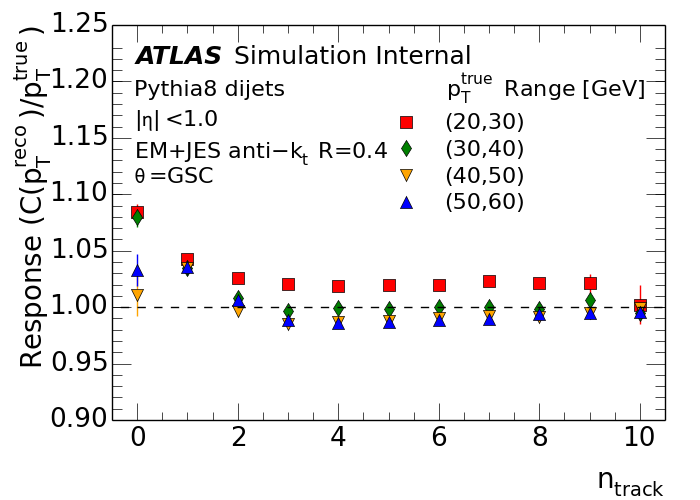 Response (C(p_T^reco)/p_T^true)
1.25
1.20
1.15
1.10
1.05
1.00
0.95
0.90
ATLAS Simulation Internal
Pythia8 dijets
|η|<1.0
EM+JES anti−k_t R=0.4
θ=GSC
p_T^true Range [GeV]
(20,30)
(30,40)
(40,50)
(50,60)
0 2 4 6 8 10
n_track